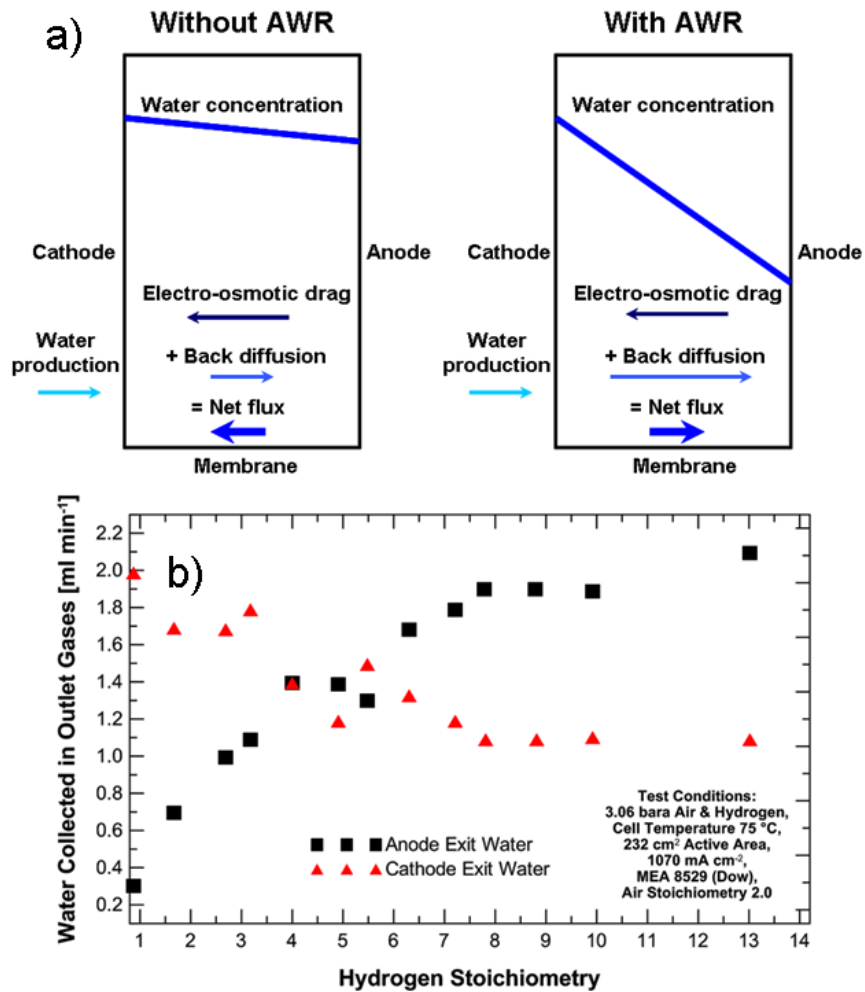 a)
Without AWR
Water concentration
Cathode
Anode
Electro-osmotic drag
Water
production
+ Back diffusion
= Net flux
Membrane
With AWR
Water concentration
Cathode
Anode
Electro-osmotic drag
Water
production
+ Back diffusion
= Net flux
Membrane
b)
Water Collected in Outlet Gases [ml min⁻¹]
2.2
2.0
1.8
1.6
1.4
1.2
1.0
0.8
0.6
0.4
0.2
Anode Exit Water
Cathode Exit Water
Test Conditions:
3.06 bara Air & Hydrogen,
Cell Temperature 75 °C,
232 cm² Active Area,
1070 mA cm⁻²,
MEA 8529 (Dow),
Air Stoichiometry 2.0
1 2 3 4 5 6 7 8 9 10 11 12 13 14
Hydrogen Stoichiometry